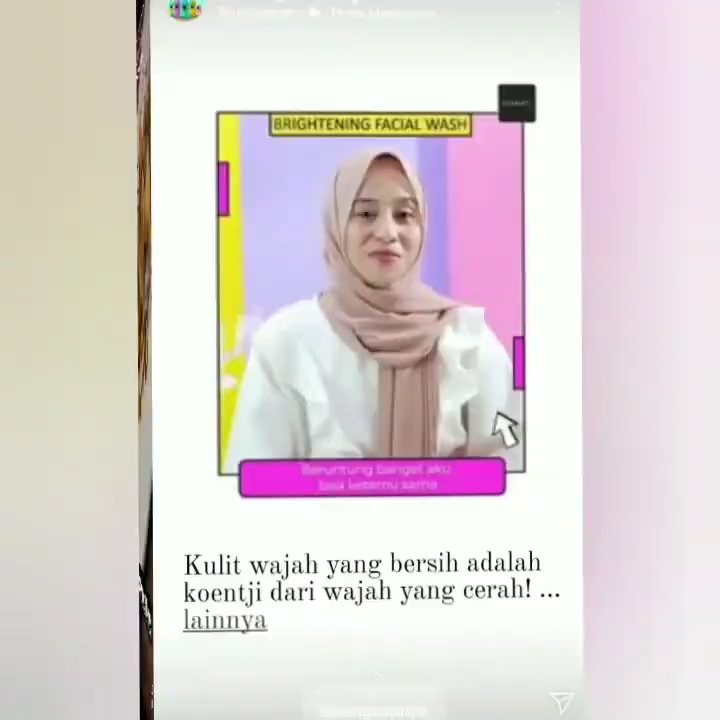 BRIGHTENING FACIAL WASH
Beruntung banget aku
bisa ketemu sama
Kulit wajah yang bersih adalah
koentji dari wajah yang cerah! ...
lainnya